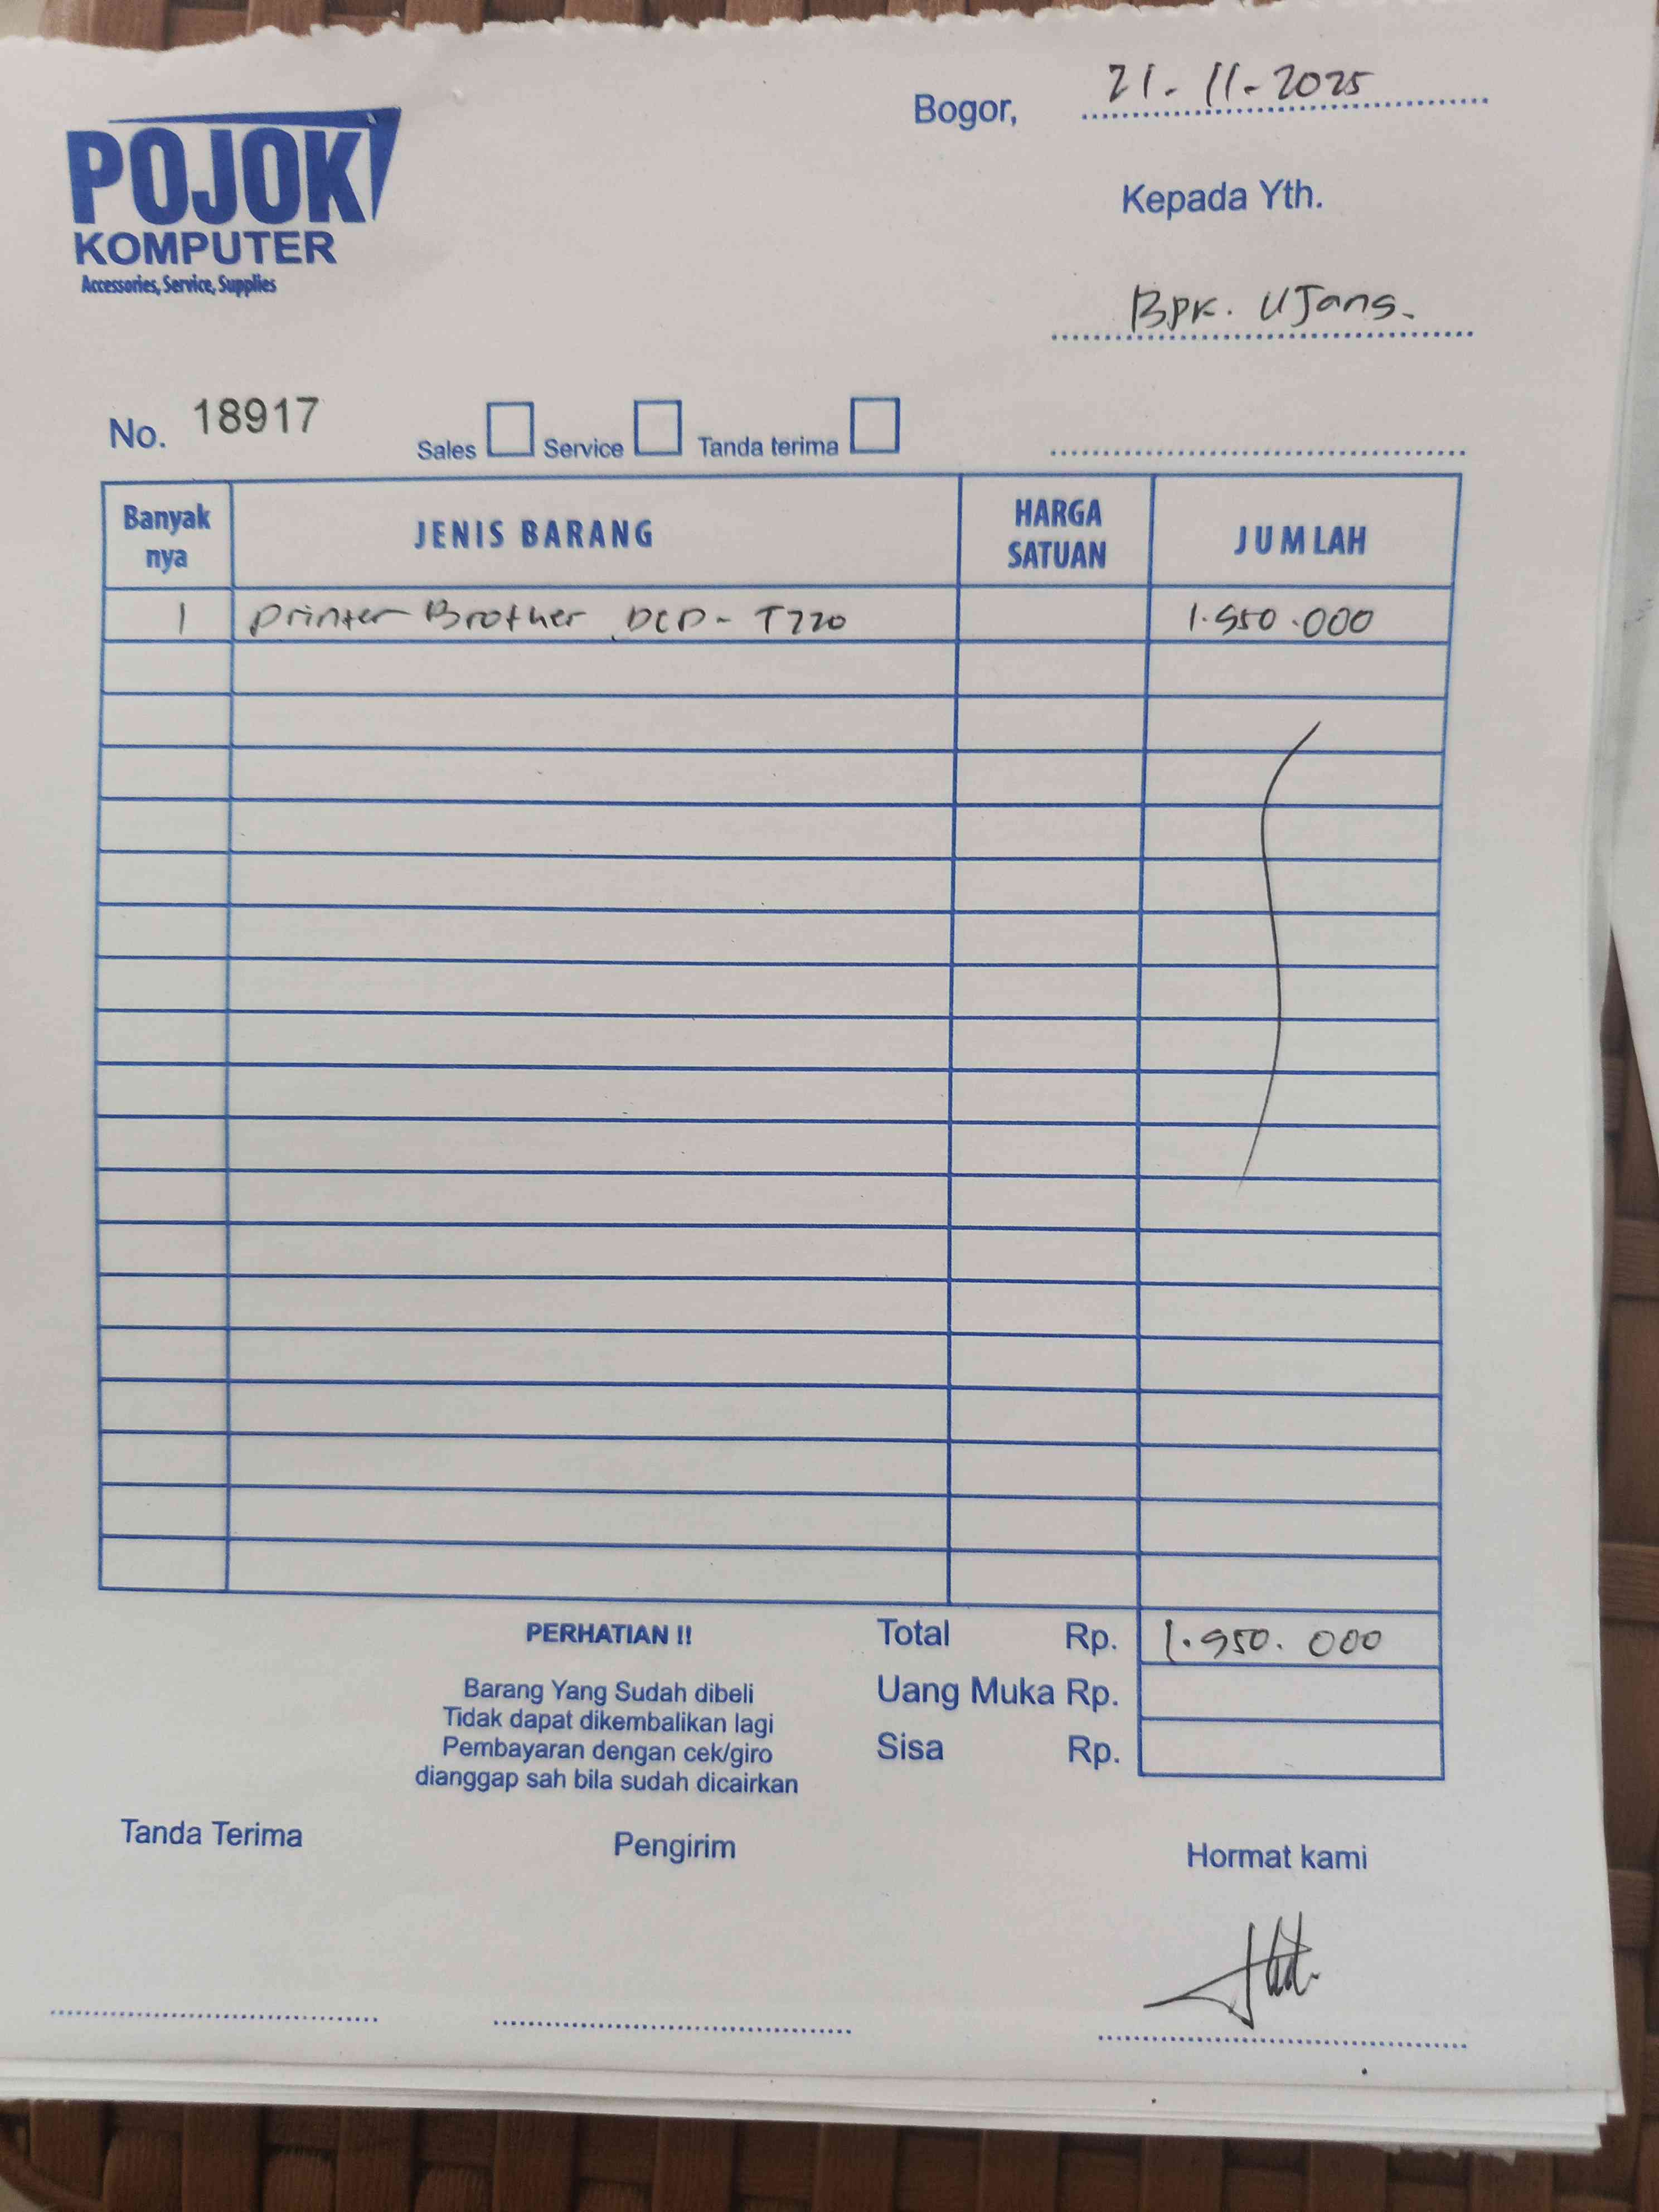 Bogor, 21-11-2025
POJOK
KOMPUTER
Accessories, Service, Supplies
Kepada Yth.
Bpk. Ujang.
No. 18917
Sales Service Tanda terima
Banyak nya JENIS BARANG HARGA SATUAN JUMLAH
1 Printer Brother DCP-T220 1.950.000
Total Rp. 1.950.000
Uang Muka Rp.
Sisa Rp.
PERHATIAN !!
Barang Yang Sudah dibeli
Tidak dapat dikembalikan lagi
Pembayaran dengan cek/giro
dianggap sah bila sudah dicairkan
Tanda Terima Pengirim Hormat kami